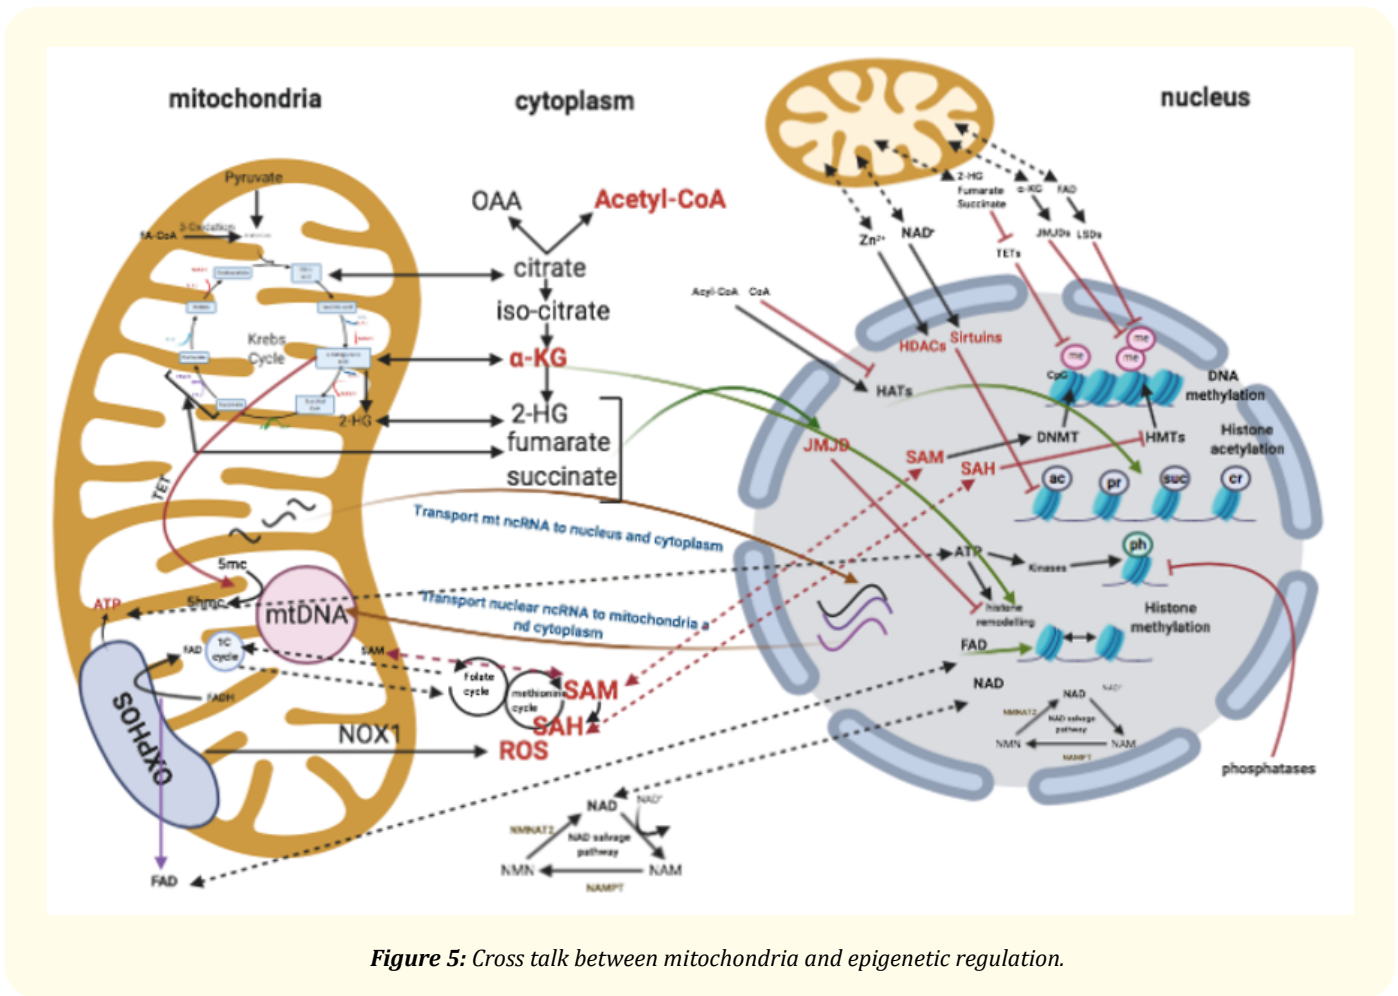 mitochondria
cytoplasm
nucleus
Pyruvate
Krebs
Cycle
2-HG
TET
5mc
5hmc
mtDNA
ATP
1C
cycle
FAD
FADH
SAM
OXPHOS
NOX1
FAD
OAA
Acetyl-CoA
citrate
iso-citrate
α-KG
2-HG
fumarate
succinate
Transport mt ncRNA to nucleus and cytoplasm
Transport nuclear ncRNA to mitochondria a
nd cytoplasm
Folate
cycle
methionine
cycle
SAM
SAH
ROS
NAD
NAD⁺
NMNAT2
NAD salvage
pathway
NMN
NAM
NAMPT
2-HG
Fumarate
Succinate
α-KG
FAD
Zn²⁺
NAD⁺
JMJDs
LSDs
TETs
Acyl-CoA
CoA
HDACs
Sirtuins
HATs
me
me
me
CpG
DNA
methylation
JMJD
SAM
SAH
DNMT
HMTs
Histone
acetylation
ac
pr
suc
cr
ATP
Kinases
ph
histone
remodelling
Histone
methylation
FAD
NAD
NAD
NAD⁺
NMNAT2
NAD salvage
pathway
NMN
NAM
NAMPT
phosphatases
Figure 5: Cross talk between mitochondria and epigenetic regulation.